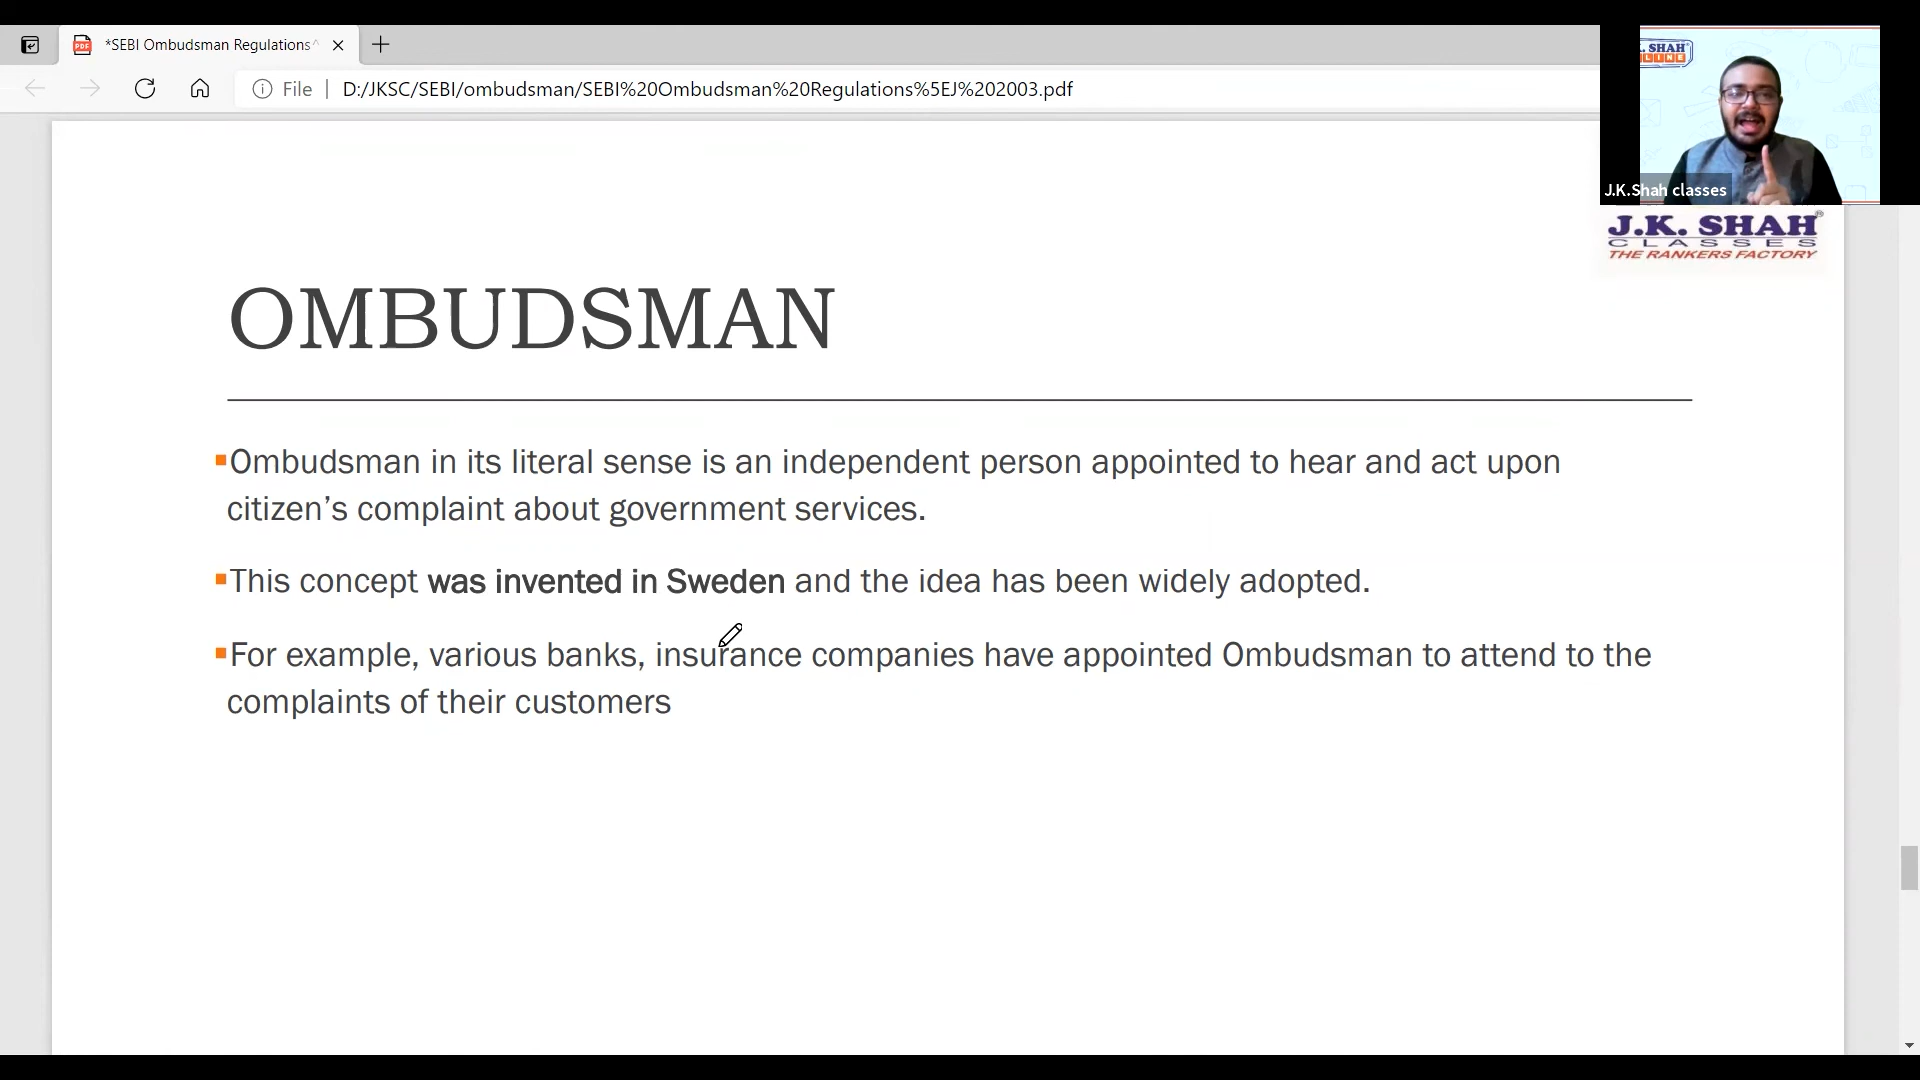 *SEBI Ombudsman Regulations^
File
D:/JKSC/SEBI/ombudsman/SEBI%20Ombudsman%20Regulations%5EJ%202003.pdf
. SHAH
LINE
J.K.Shah classes
J.K. SHAH®
CLASSES
THE RANKERS FACTORY
OMBUDSMAN
Ombudsman in its literal sense is an independent person appointed to hear and act upon
citizen’s complaint about government services.
This concept was invented in Sweden and the idea has been widely adopted.
For example, various banks, insurance companies have appointed Ombudsman to attend to the
complaints of their customers